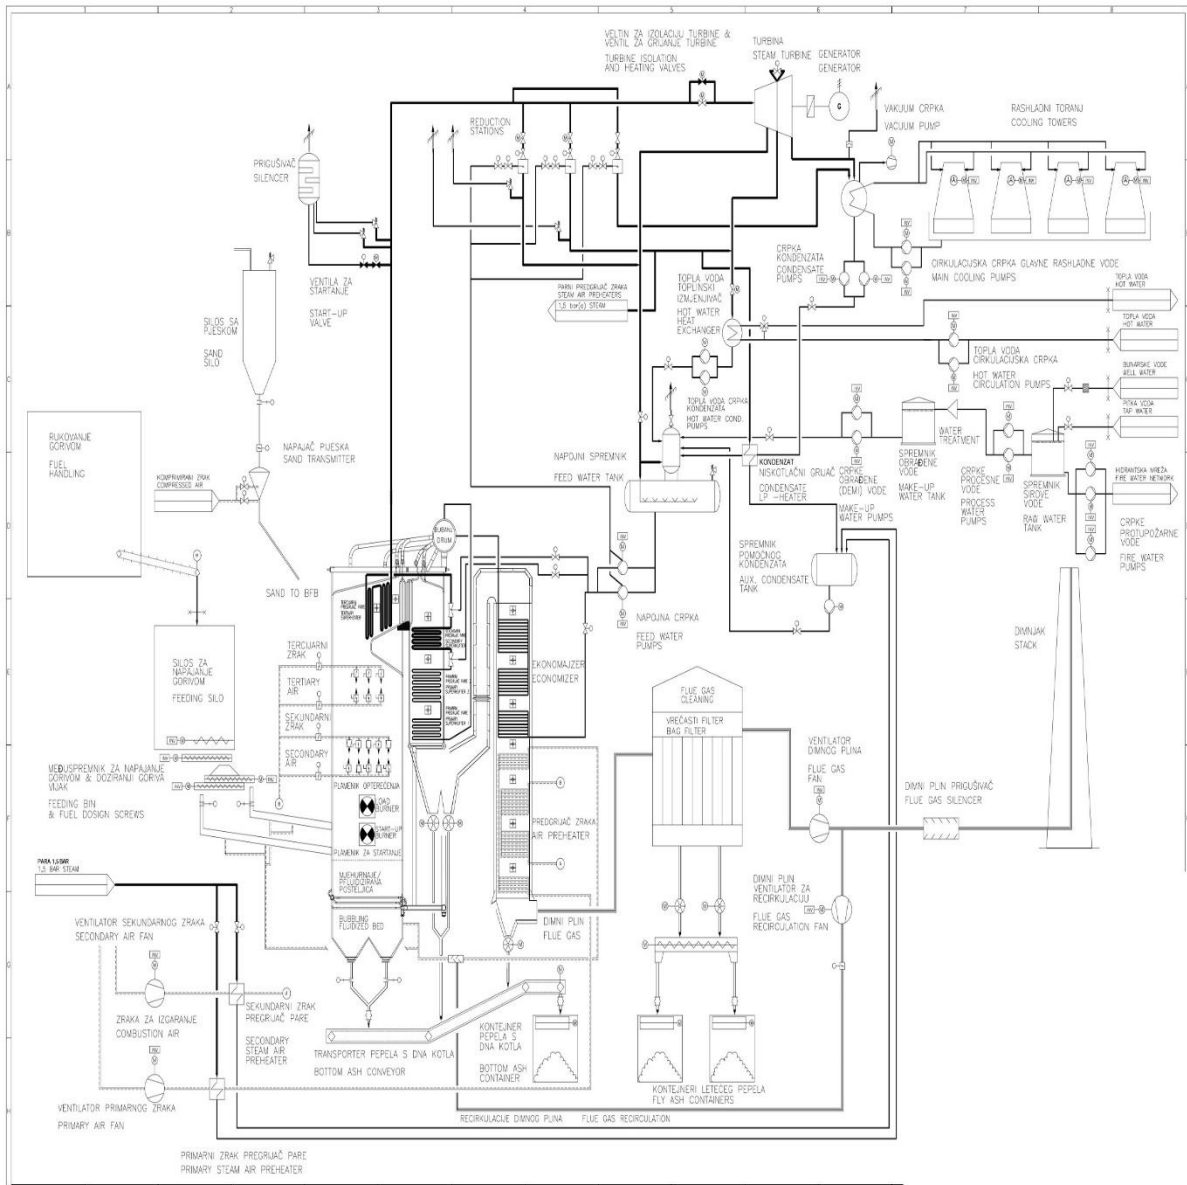 2
3
4
5
6
7
8
VELTIN ZA IZOLACIJU TURBINE &
VENTIL ZA GRIJANJE TURBINE
TURBINE ISOLATION
AND HEATING VALVES
TURBINA
STEAM TURBINE
GENERATOR
GENERATOR
G
VAKUUM CRPKA
VACUUM PUMP
RASHLADNI TORANJ
COOLING TOWERS
REDUCTION
STATIONS
PRIGUŠIVAČ
SILENCER
VENTILA ZA
STARTANJE
START-UP
VALVE
CRPKA
KONDENZATA
CONDENSATE
PUMPS
CIRKULACIJSKA CRPKA GLAVNE RASHLADNE VODE
MAIN COOLING PUMPS
PARNI PREDGRIJAČ ZRAKA
STEAM AIR PREHEATERS
1,5 bar(o) STEAM
TOPLA VODA
TOPLINSKI
IZMJENJIVAČ
HOT WATER
HEAT
EXCHANGER
TOPLA VODA
HOT WATER
TOPLA VODA
HOT WATER
TOPLA VODA
CIRKULACIJSKA CRPKA
HOT WATER
CIRCULATION PUMPS
BUNARSKE VODE
WELL WATER
PITKA VODA
TAP WATER
SILOS SA
PIJESKOM
SAND
SILO
TOPLA VODA CRPKA
KONDENZATA
HOT WATER COND.
PUMPS
RUKOVANJE
GORIVOM
FUEL
HANDLING
NAPAJAČ PIJESKA
SAND TRANSMITTER
KOMPRIMIRANI ZRAK
COMPRESSED AIR
SAND TO BFB
NAPOJNI SPREMNIK
FEED WATER TANK
KONDENZAT
NISKOTLAČNI GRIJAČ
CONDENSATE
LP -HEATER
CRPKE
OBRAĐENE
(DEMI) VODE
MAKE-UP
WATER PUMPS
SPREMNIK
OBRAĐENE
VODE
MAKE-UP
WATER TANK
WATER
TREATMENT
CRPKE
PROCESNE
VODE
PROCESS
WATER
PUMPS
SPREMNIK
SIROVE
VODE
RAW WATER
TANK
HIDRANTSKA MREŽA
FIRE WATER NETWORK
CRPKE
PROTUPOŽARNE
VODE
FIRE WATER
PUMPS
BUBANJ
DRUM
SPREMNIK
POMOĆNOG
KONDENZATA
AUX. CONDENSATE
TANK
NAPOJNA CRPKA
FEED WATER
PUMPS
DIMNJAK
STACK
SILOS ZA
NAPAJANJE
GORIVOM
FEEDING SILO
TERCIJARNI
ZRAK
TERTIARY
AIR
SEKUNDARNI
ZRAK
SECONDARY
AIR
EKONOMAJZER
ECONOMIZER
FLUE GAS
CLEANING
VREĆASTI FILTER
BAG FILTER
VENTILATOR
DIMNOG PLINA
FLUE GAS
FAN
DIMNI PLIN PRIGUŠIVAČ
FLUE GAS SILENCER
MEĐUSPREMNIK ZA NAPAJANJE
GORIVOM & DOZIRANJI GORIVA
VIJAK
FEEDING BIN
& FUEL DOSIGN SCREWS
PLAMENIK OPTEREĆENJA
LOAD
BURNER
START-UP
BURNER
PLAMENIK ZA STARTANJE
PREDGRIJAČ ZRAKA
AIR PREHEATER
MJEHURNAJE/
PFLUDIZIRANA
POSTELJICA
BUBBLING
FLUIDIZED BED
PARA 1,5 BAR
1,5 BAR STEAM
DIMNI PLIN
FLUE GAS
DIMNI PLIN
VENTILATOR ZA
RECIRKULACIJU
FLUE GAS
RECIRCULATION FAN
VENTILATOR SEKUNDARNOG ZRAKA
SECONDARY AIR FAN
ZRAKA ZA IZGARANJE
COMBUSTION AIR
SEKUNDARNI ZRAK
PREGRIJAČ PARE
SECONDARY
STEAM AIR
PREHEATER
TRANSPORTER PEPELA S DNA KOTLA
BOTTOM ASH CONVEYOR
KONTEJNER
PEPELA S
DNA KOTLA
BOTTOM ASH
CONTAINER
KONTEJNERI LETEĆEG PEPELA
FLY ASH CONTAINERS
VENTILATOR PRIMARNOG ZRAKA
PRIMARY AIR FAN
RECIRKULACIJE DIMNOG PLINA
FLUE GAS RECIRCULATION
PRIMARNI ZRAK PREGRIJAČ PARE
PRIMARY STEAM AIR PREHEATER